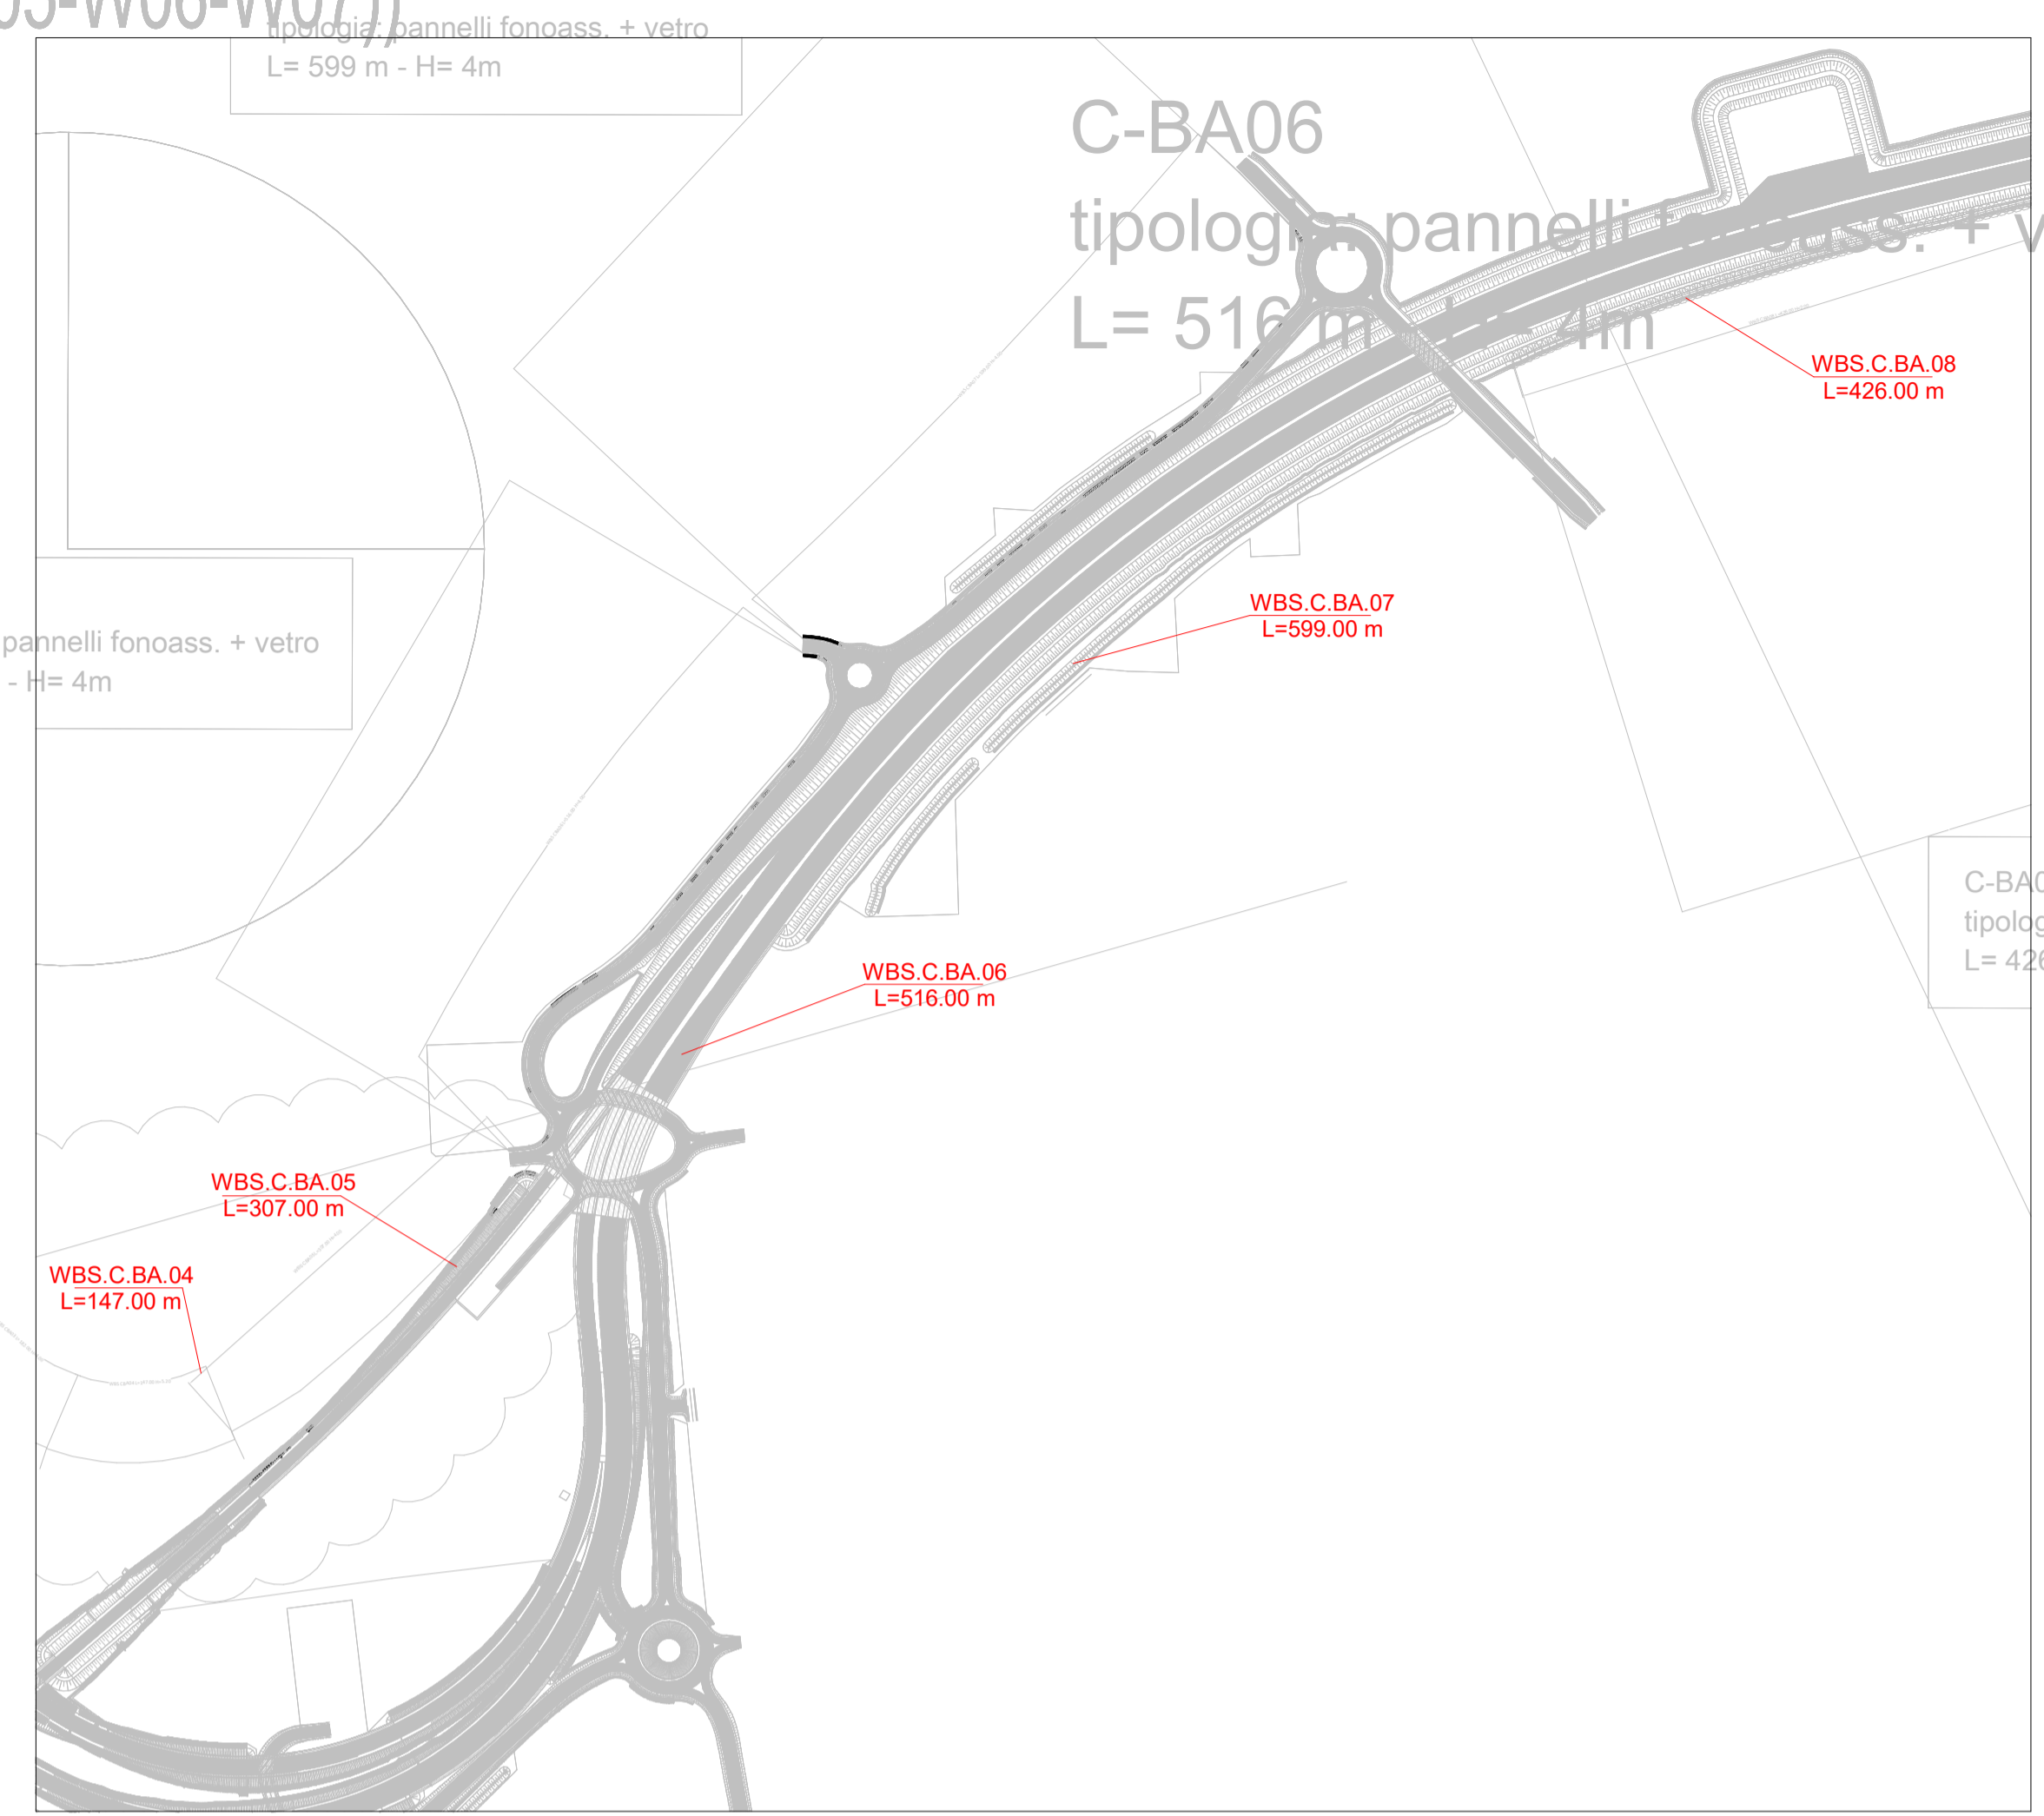 tipologia: pannelli fonoass. + vetro
L= 599 m - H= 4m
C-BA06
tipologia: pannelli fonoass. + v
L= 516 m - H= 4m
WBS.C.BA.08
L=426.00 m
WBS.C.BA.07
L=599.00 m
pannelli fonoass. + vetro
- H= 4m
C-BA0
tipolog
L= 426
WBS.C.BA.06
L=516.00 m
WBS.C.BA.05
L=307.00 m
WBS.C.BA.04
L=147.00 m